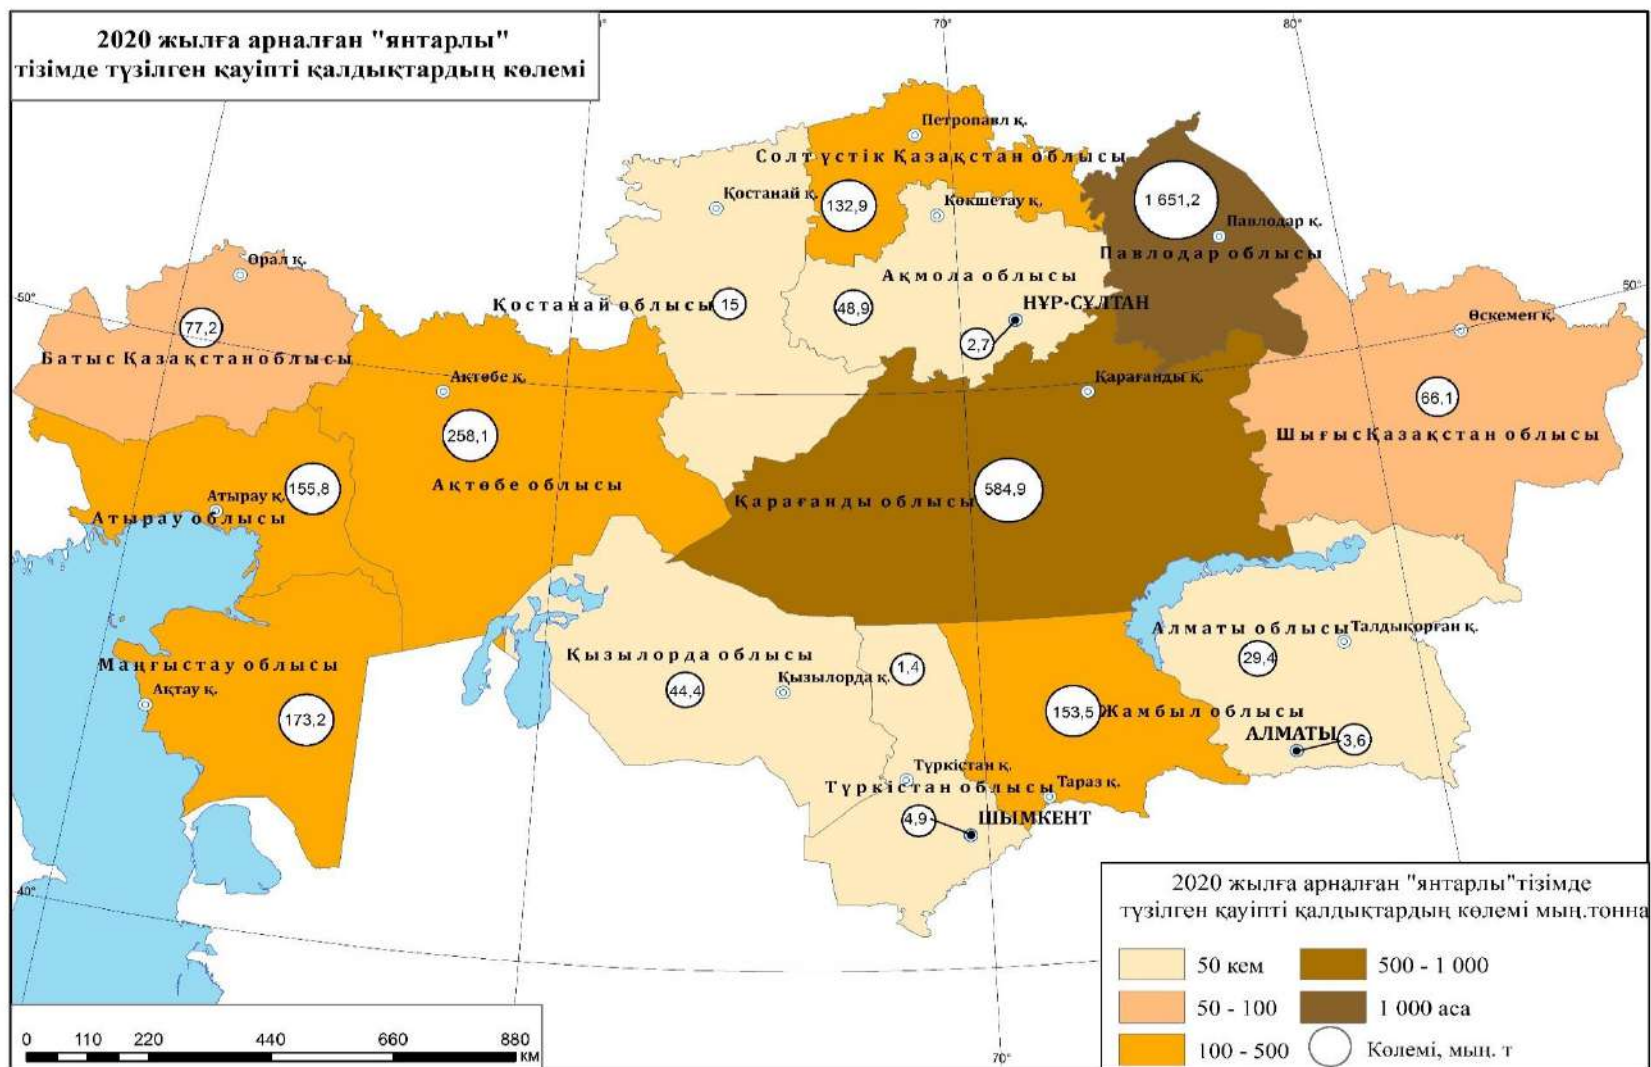 2020 жылға арналған "янтарлы"
тізімде түзілген қауіпті қалдықтардың көлемі
70°
80°
Петропавл қ.
Солтүстік Қазақстан облысы
132,9
Қостанай қ.
Көкшетау қ.
1 651,2
Павлодар қ.
Павлодар облысы
Орал қ.
77,2
Батыс Қазақстан облысы
50°
Ақмола облысы
Қостанай облысы
15
48,9
НҰР-СҰЛТАН
2,7
50°
Өскемен қ.
66,1
Шығыс Қазақстан облысы
Ақтөбе қ.
258,1
Ақтөбе облысы
Қарағанды қ.
Қарағанды облысы
584,9
155,8
Атырау қ.
Атырау облысы
Маңғыстау облысы
Ақтау қ.
173,2
Қызылорда облысы
44,4
Қызылорда қ.
1,4
Алматы облысы
Талдықорған қ.
29,4
153,5
Жамбыл облысы
АЛМАТЫ
3,6
Түркістан қ.
Түркістан облысы
Тараз қ.
4,9
ШЫМКЕНТ
40°
70°
2020 жылға арналған "янтарлы"тізімде
түзілген қауіпті қалдықтардың көлемі мың.тонна
50 кем
50 - 100
100 - 500
500 - 1 000
1 000 аса
Көлемі, мың. т
0 110 220 440 660 880
км